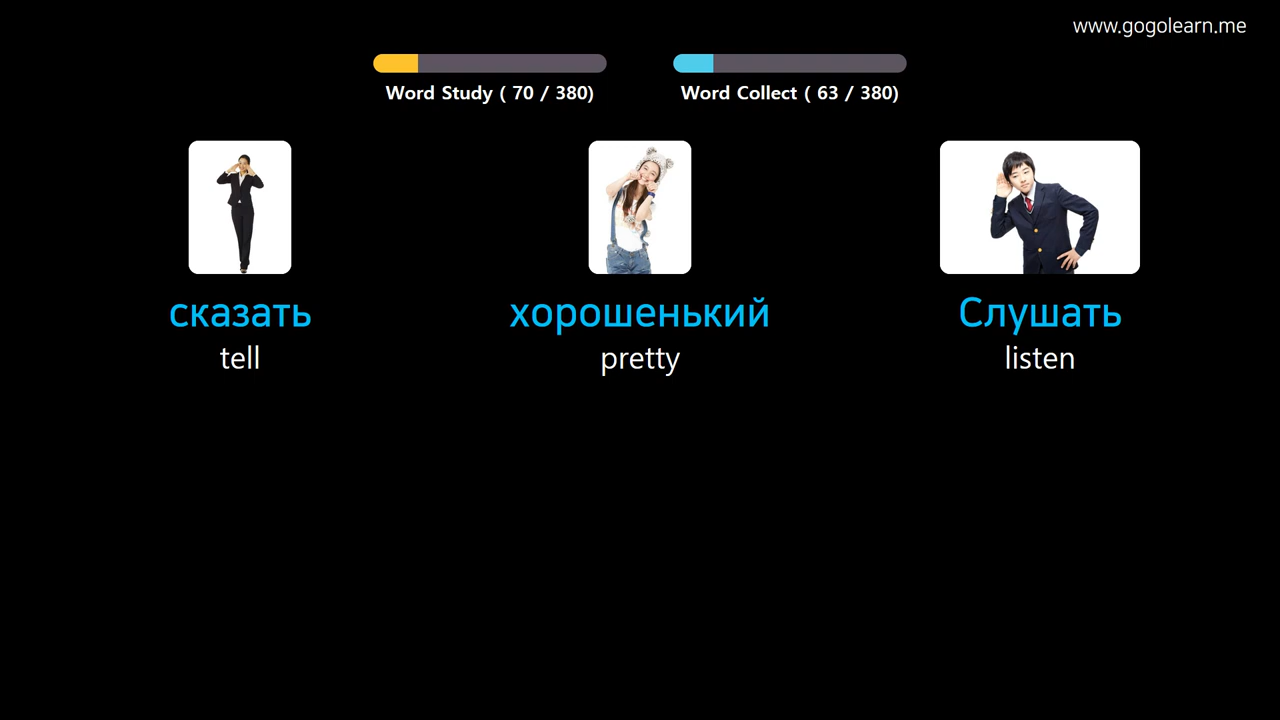 www.gogolearn.me
Word Study ( 70 / 380)
Word Collect ( 63 / 380)
сказать
tell
хорошенький
pretty
Слушать
listen